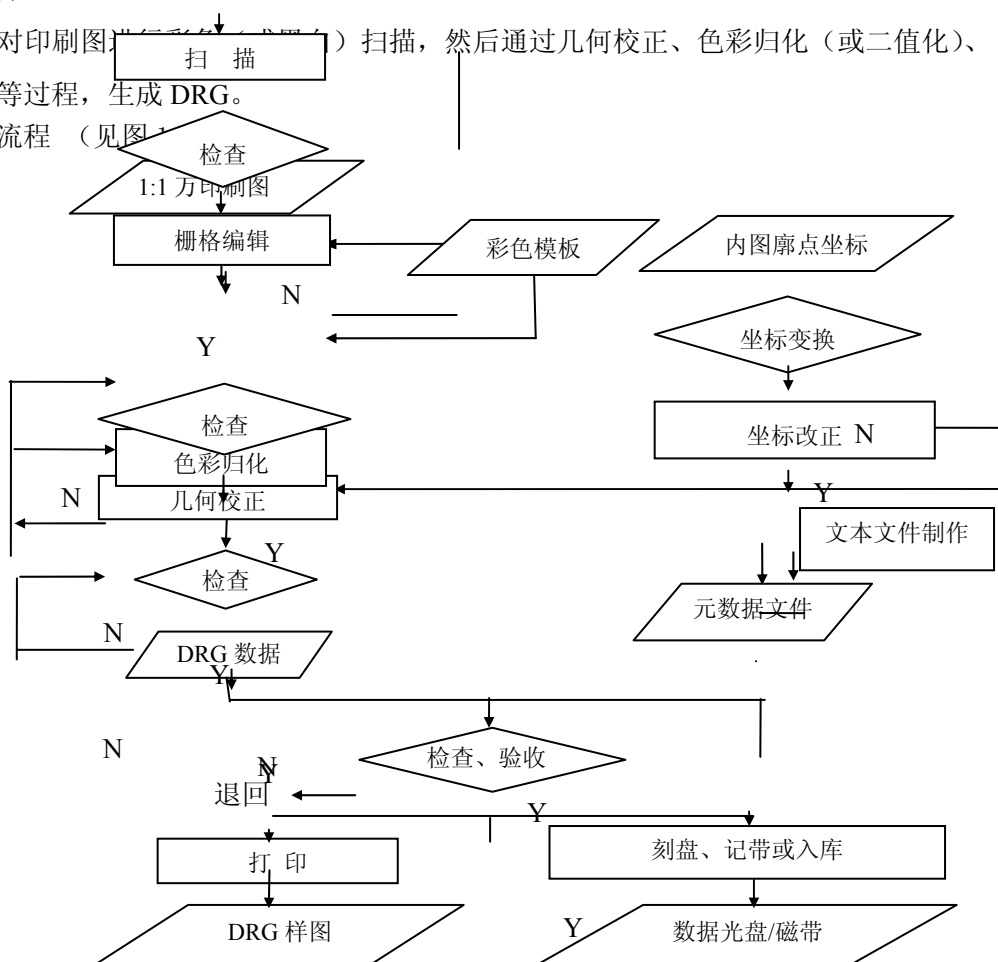 对印刷图进行彩色（或黑白）扫描，然后通过几何校正、色彩归化（或二值化）、
扫 描
等过程，生成 DRG。
流程 （见图 1
检查
1:1 万印刷图
栅格编辑
彩色模板
内图廓点坐标
N
坐标变换
Y
检查
坐标改正 N
色彩归化
N
几何校正
Y
文本文件制作
Y
检查
元数据文件
N
DRG 数据
Y
N
检查、验收
N
Y
退回
Y
打 印
刻盘、记带或入库
DRG 样图
Y
数据光盘/磁带